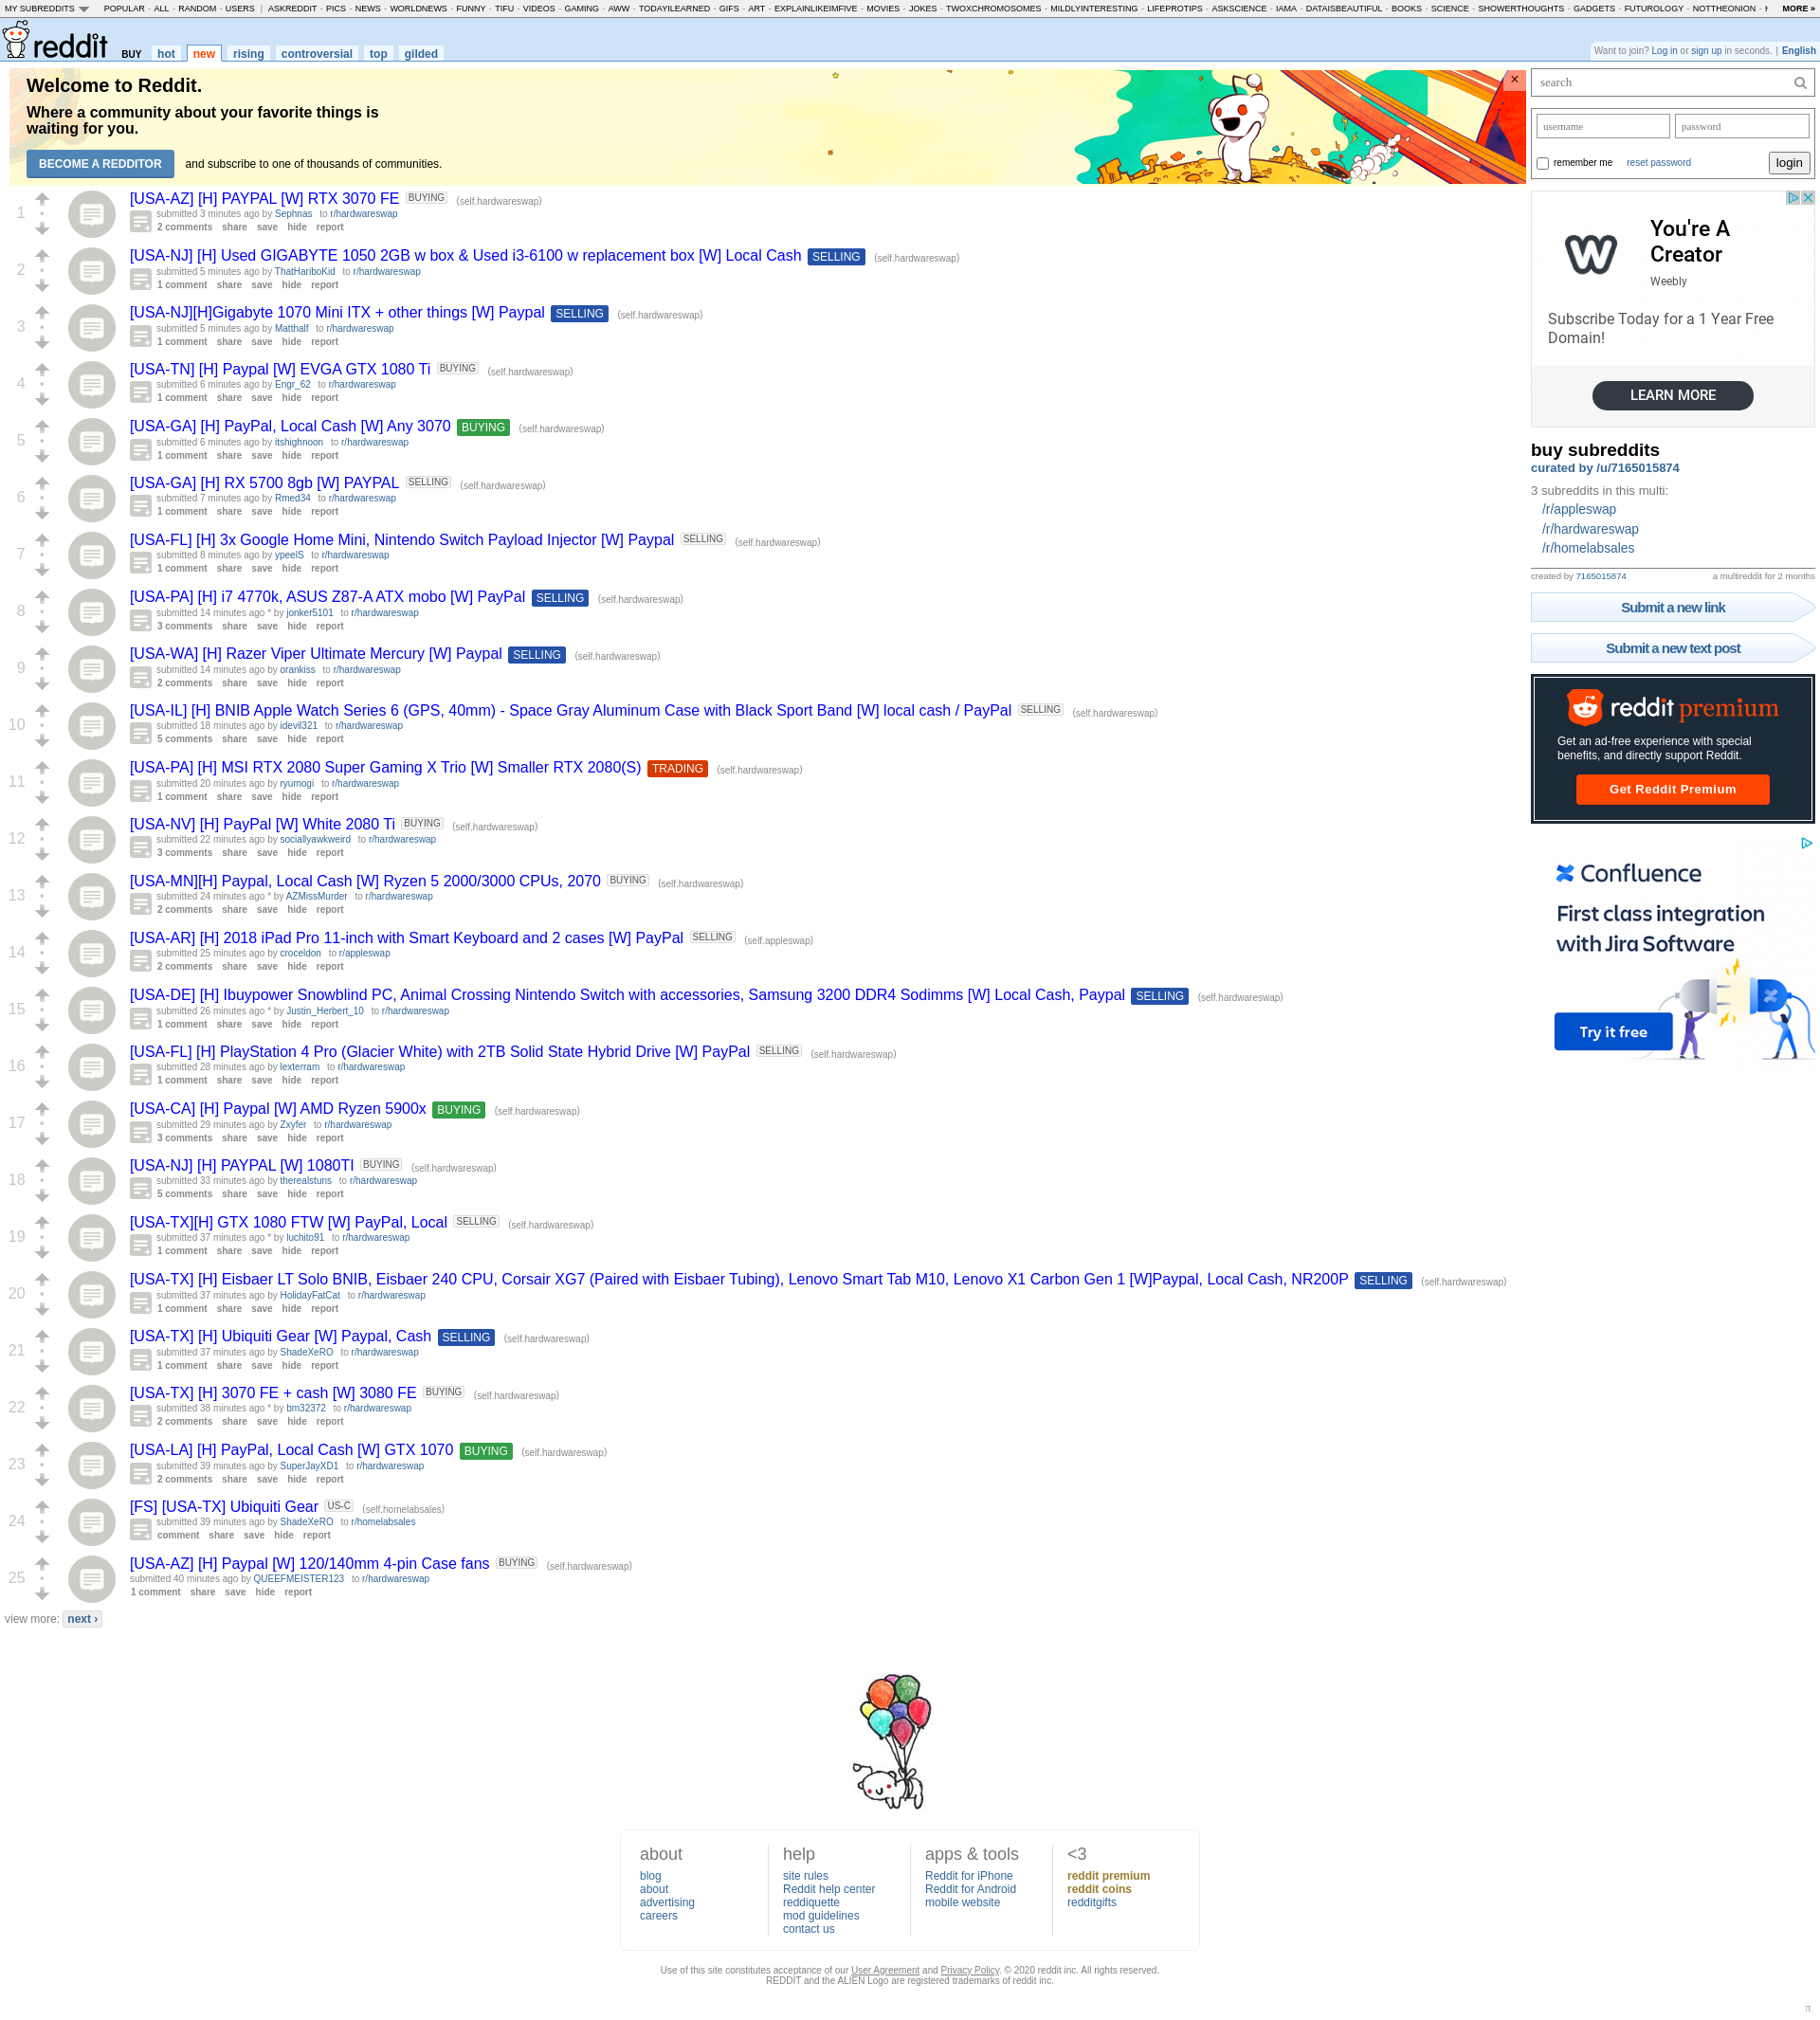 MY SUBREDDITS POPULAR - ALL - RANDOM - USERS | ASKREDDIT - PICS - NEWS - WORLDNEWS - FUNNY - TIFU - VIDEOS - GAMING - AWW - TODAYILEARNED - GIFS - ART - EXPLAINLIKEIMFIVE - MOVIES - JOKES - TWOXCHROMOSOMES - MILDLYINTERESTING - LIFEPROTIPS - ASKSCIENCE - IAMA - DATAISBEAUTIFUL - BOOKS - SCIENCE - SHOWERTHOUGHTS - GADGETS - FUTUROLOGY - NOTTHEONION - MORE »
reddit BUY hot new rising controversial top gilded
Want to join? Log in or sign up in seconds. | English
Welcome to Reddit.
Where a community about your favorite things is
waiting for you.
BECOME A REDDITOR and subscribe to one of thousands of communities.
×
1
[USA-AZ] [H] PAYPAL [W] RTX 3070 FE BUYING (self.hardwareswap)
submitted 3 minutes ago by Sephnas to r/hardwareswap
2 comments share save hide report
2
[USA-NJ] [H] Used GIGABYTE 1050 2GB w box & Used i3-6100 w replacement box [W] Local Cash SELLING (self.hardwareswap)
submitted 5 minutes ago by ThatHariboKid to r/hardwareswap
1 comment share save hide report
3
[USA-NJ][H]Gigabyte 1070 Mini ITX + other things [W] Paypal SELLING (self.hardwareswap)
submitted 5 minutes ago by Matthalf to r/hardwareswap
1 comment share save hide report
4
[USA-TN] [H] Paypal [W] EVGA GTX 1080 Ti BUYING (self.hardwareswap)
submitted 6 minutes ago by Engr_62 to r/hardwareswap
1 comment share save hide report
5
[USA-GA] [H] PayPal, Local Cash [W] Any 3070 BUYING (self.hardwareswap)
submitted 6 minutes ago by itshighnoon to r/hardwareswap
1 comment share save hide report
6
[USA-GA] [H] RX 5700 8gb [W] PAYPAL SELLING (self.hardwareswap)
submitted 7 minutes ago by Rmed34 to r/hardwareswap
1 comment share save hide report
7
[USA-FL] [H] 3x Google Home Mini, Nintendo Switch Payload Injector [W] Paypal SELLING (self.hardwareswap)
submitted 8 minutes ago by ypeelS to r/hardwareswap
1 comment share save hide report
8
[USA-PA] [H] i7 4770k, ASUS Z87-A ATX mobo [W] PayPal SELLING (self.hardwareswap)
submitted 14 minutes ago * by jonker5101 to r/hardwareswap
3 comments share save hide report
9
[USA-WA] [H] Razer Viper Ultimate Mercury [W] Paypal SELLING (self.hardwareswap)
submitted 14 minutes ago by orankiss to r/hardwareswap
2 comments share save hide report
10
[USA-IL] [H] BNIB Apple Watch Series 6 (GPS, 40mm) - Space Gray Aluminum Case with Black Sport Band [W] local cash / PayPal SELLING (self.hardwareswap)
submitted 18 minutes ago by idevil321 to r/hardwareswap
5 comments share save hide report
11
[USA-PA] [H] MSI RTX 2080 Super Gaming X Trio [W] Smaller RTX 2080(S) TRADING (self.hardwareswap)
submitted 20 minutes ago by ryumogi to r/hardwareswap
1 comment share save hide report
12
[USA-NV] [H] PayPal [W] White 2080 Ti BUYING (self.hardwareswap)
submitted 22 minutes ago by sociallyawkweird to r/hardwareswap
3 comments share save hide report
13
[USA-MN][H] Paypal, Local Cash [W] Ryzen 5 2000/3000 CPUs, 2070 BUYING (self.hardwareswap)
submitted 24 minutes ago * by AZMissMurder to r/hardwareswap
2 comments share save hide report
14
[USA-AR] [H] 2018 iPad Pro 11-inch with Smart Keyboard and 2 cases [W] PayPal SELLING (self.appleswap)
submitted 25 minutes ago by croceldon to r/appleswap
2 comments share save hide report
15
[USA-DE] [H] Ibuypower Snowblind PC, Animal Crossing Nintendo Switch with accessories, Samsung 3200 DDR4 Sodimms [W] Local Cash, Paypal SELLING (self.hardwareswap)
submitted 26 minutes ago * by Justin_Herbert_10 to r/hardwareswap
1 comment share save hide report
16
[USA-FL] [H] PlayStation 4 Pro (Glacier White) with 2TB Solid State Hybrid Drive [W] PayPal SELLING (self.hardwareswap)
submitted 28 minutes ago by lexterram to r/hardwareswap
1 comment share save hide report
17
[USA-CA] [H] Paypal [W] AMD Ryzen 5900x BUYING (self.hardwareswap)
submitted 29 minutes ago by Zxyfer to r/hardwareswap
3 comments share save hide report
18
[USA-NJ] [H] PAYPAL [W] 1080TI BUYING (self.hardwareswap)
submitted 33 minutes ago by therealstuns to r/hardwareswap
5 comments share save hide report
19
[USA-TX][H] GTX 1080 FTW [W] PayPal, Local SELLING (self.hardwareswap)
submitted 37 minutes ago * by luchito91 to r/hardwareswap
1 comment share save hide report
20
[USA-TX] [H] Eisbaer LT Solo BNIB, Eisbaer 240 CPU, Corsair XG7 (Paired with Eisbaer Tubing), Lenovo Smart Tab M10, Lenovo X1 Carbon Gen 1 [W]Paypal, Local Cash, NR200P SELLING (self.hardwareswap)
submitted 37 minutes ago by HolidayFatCat to r/hardwareswap
1 comment share save hide report
21
[USA-TX] [H] Ubiquiti Gear [W] Paypal, Cash SELLING (self.hardwareswap)
submitted 37 minutes ago by ShadeXeRO to r/hardwareswap
1 comment share save hide report
22
[USA-TX] [H] 3070 FE + cash [W] 3080 FE BUYING (self.hardwareswap)
submitted 38 minutes ago * by bm32372 to r/hardwareswap
2 comments share save hide report
23
[USA-LA] [H] PayPal, Local Cash [W] GTX 1070 BUYING (self.hardwareswap)
submitted 39 minutes ago by SuperJayXD1 to r/hardwareswap
2 comments share save hide report
24
[FS] [USA-TX] Ubiquiti Gear US-C (self.homelabsales)
submitted 39 minutes ago by ShadeXeRO to r/homelabsales
comment share save hide report
25
[USA-AZ] [H] Paypal [W] 120/140mm 4-pin Case fans BUYING (self.hardwareswap)
submitted 40 minutes ago by QUEEFMEISTER123 to r/hardwareswap
1 comment share save hide report
view more: next ›
search
username password
remember me reset password login
You're A
Creator
Weebly
Subscribe Today for a 1 Year Free
Domain!
LEARN MORE
buy subreddits
curated by /u/7165015874
3 subreddits in this multi:
/r/appleswap
/r/hardwareswap
/r/homelabsales
created by 7165015874 a multireddit for 2 months
Submit a new link
Submit a new text post
reddit premium
Get an ad-free experience with special
benefits, and directly support Reddit.
Get Reddit Premium
Confluence
First class integration
with Jira Software
Try it free
about
blog
about
advertising
careers
help
site rules
Reddit help center
reddiquette
mod guidelines
contact us
apps & tools
Reddit for iPhone
Reddit for Android
mobile website
<3
reddit premium
reddit coins
redditgifts
Use of this site constitutes acceptance of our User Agreement and Privacy Policy. © 2020 reddit inc. All rights reserved.
REDDIT and the ALIEN Logo are registered trademarks of reddit inc.
π